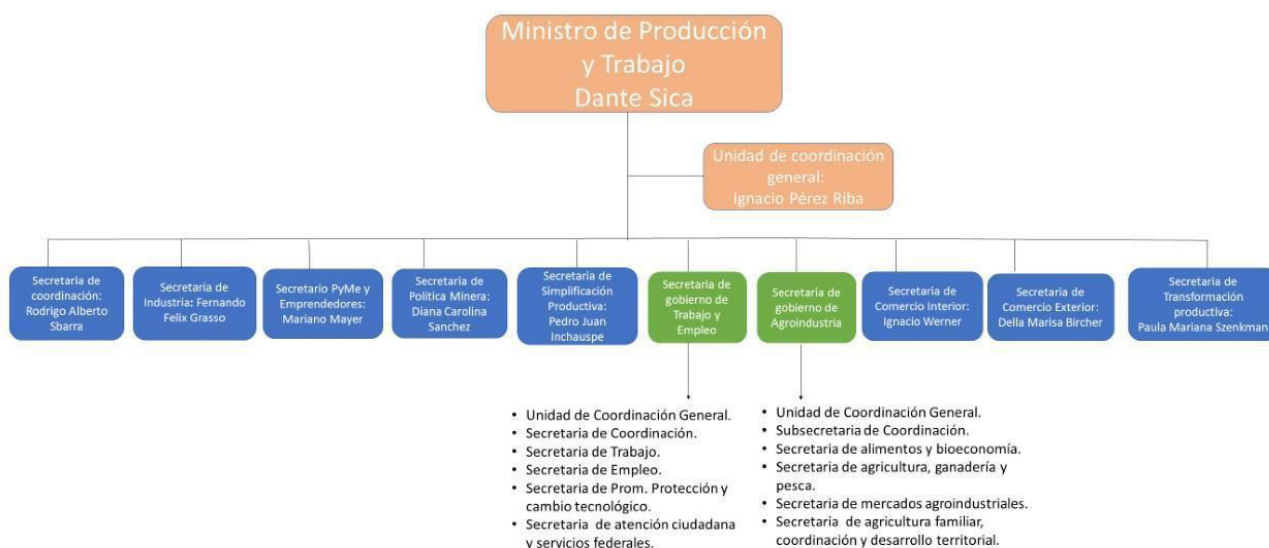 Ministro de Producción
y Trabajo
Dante Sica
Unidad de coordinación
general:
Ignacio Pérez Riba
Secretaria de
coordinación:
Rodrigo Alberto
Sbarra
Secretaria de
Industria: Fernando
Felix Grasso
Secretario PyMe y
Emprendedores:
Mariano Mayer
Secretaria de
Política Minera:
Diana Carolina
Sanchez
Secretaría de
Simplificación
Productiva:
Pedro Juan
Inchauspe
Secretaria de
gobierno de
Trabajo y
Empleo
Secretaria de
gobierno de
Agroindustria
Secretaria de
Comercio Interior:
Ignacio Werner
Secretaria de
Comercio Exterior:
Della Marisa Bircher
Secretaria de
Transformación
productiva:
Paula Mariana Szenkman
• Unidad de Coordinación General.
• Secretaria de Coordinación.
• Secretaria de Trabajo.
• Secretaria de Empleo.
• Secretaria de Prom. Protección y
cambio tecnológico.
• Secretaria de atención ciudadana
y servicios federales.
• Unidad de Coordinación General.
• Subsecretaria de Coordinación.
• Secretaria de alimentos y bioeconomía.
• Secretaria de agricultura, ganadería y
pesca.
• Secretaria de mercados agroindustriales.
• Secretaria de agricultura familiar,
coordinación y desarrollo territorial.